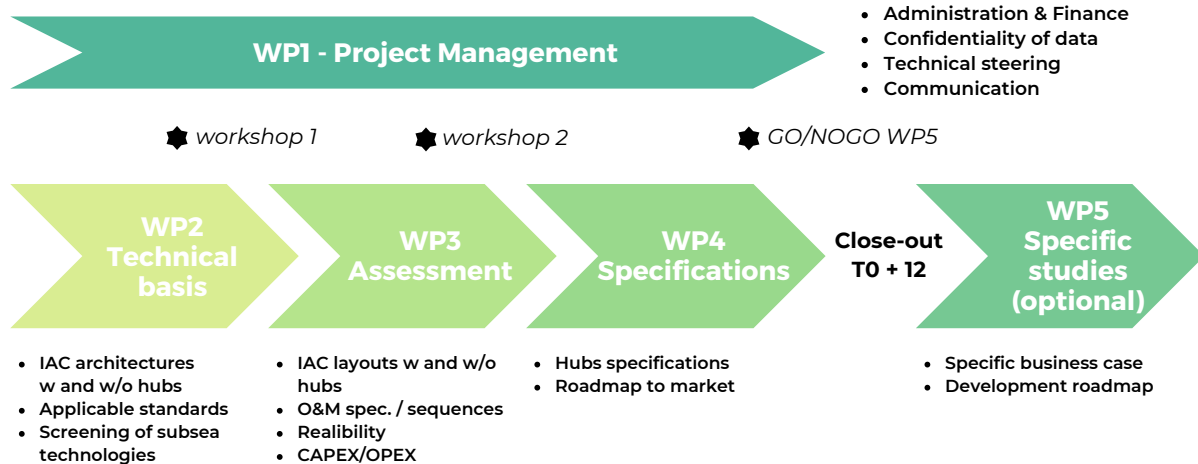 WP1 - Project Management
• Administration & Finance
• Confidentiality of data
• Technical steering
• Communication
workshop 1
workshop 2
GO/NOGO WP5
WP2
Technical
basis
WP3
Assessment
WP4
Specifications
Close-out
T0 + 12
WP5
Specific
studies
(optional)
• IAC architectures
w and w/o hubs
• Applicable standards
• Screening of subsea
technologies
• IAC layouts w and w/o
hubs
• O&M spec. / sequences
• Realibility
• CAPEX/OPEX
• Hubs specifications
• Roadmap to market
• Specific business case
• Development roadmap